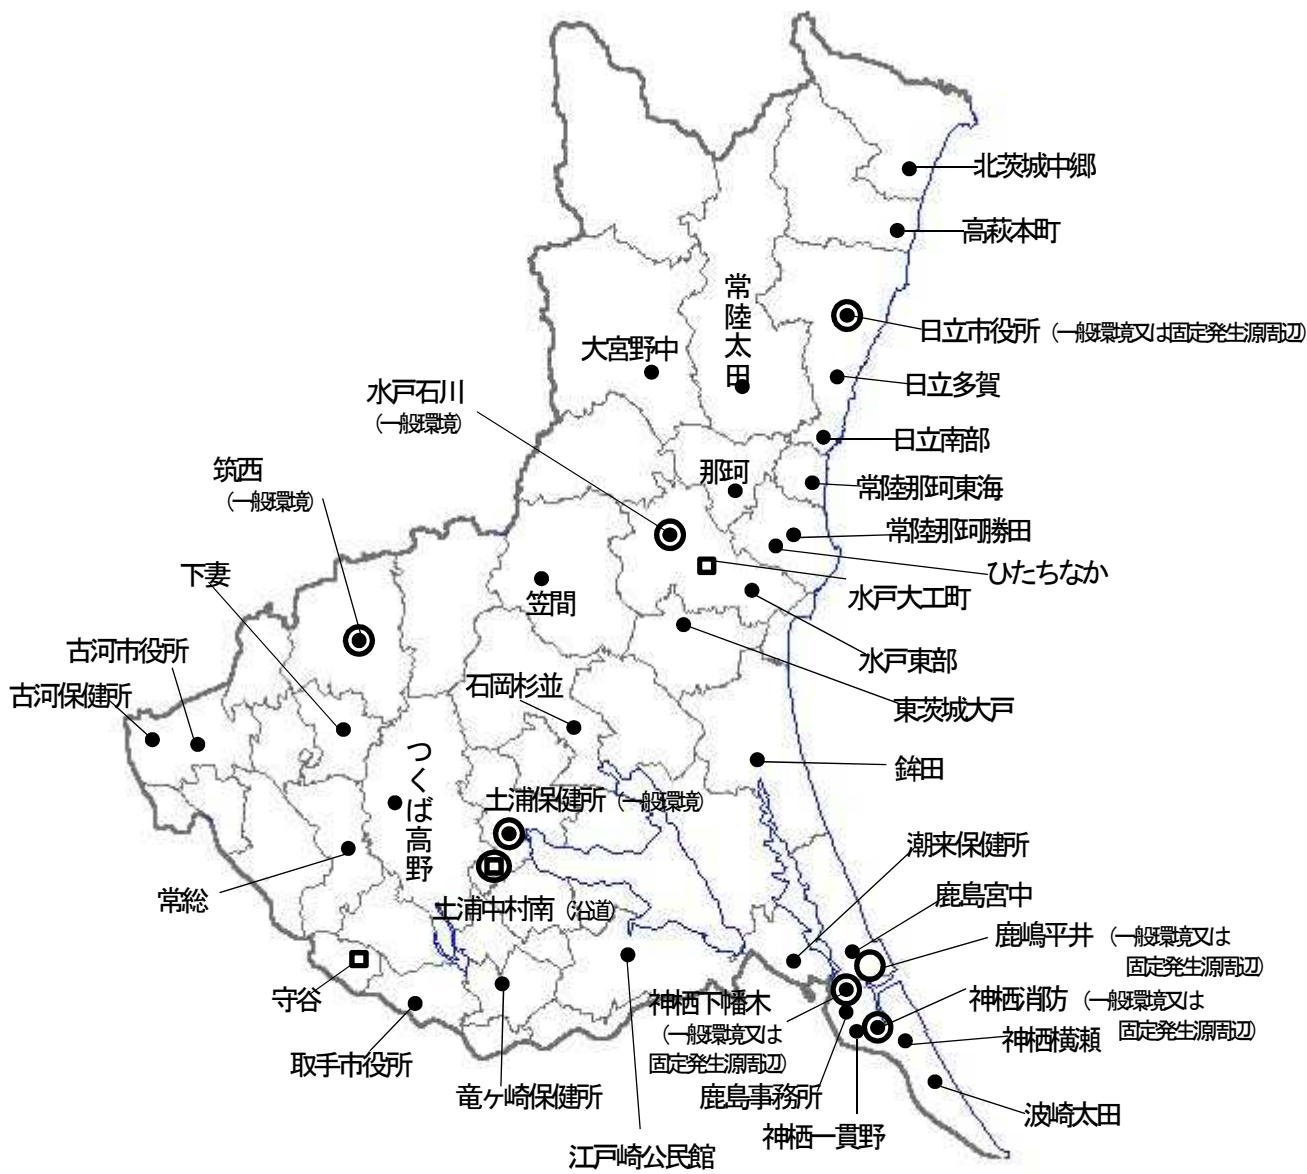 北茨城中郷
高萩本町
常陸太田
日立市役所（一般環境又は固定発生源周辺）
大宮野中
日立多賀
水戸石川
（一般環境）
日立南部
筑西
（一般環境）
那珂
常陸那珂東海
常陸那珂勝田
ひたちなか
下妻
笠間
水戸大工町
古河市役所
水戸東部
古河保健所
石岡杉並
東茨城大戸
つくば高野
鉾田
土浦保健所（一般環境）
潮来保健所
常総
鹿島宮中
土浦中村南（沿道）
鹿嶋平井（一般環境又は
固定発生源周辺）
守谷
神栖下幡木
（一般環境又は
固定発生源周辺）
神栖消防（一般環境又は
固定発生源周辺）
神栖横瀬
取手市役所
竜ヶ崎保健所
鹿島事務所
波崎太田
神栖一貫野
江戸崎公民館